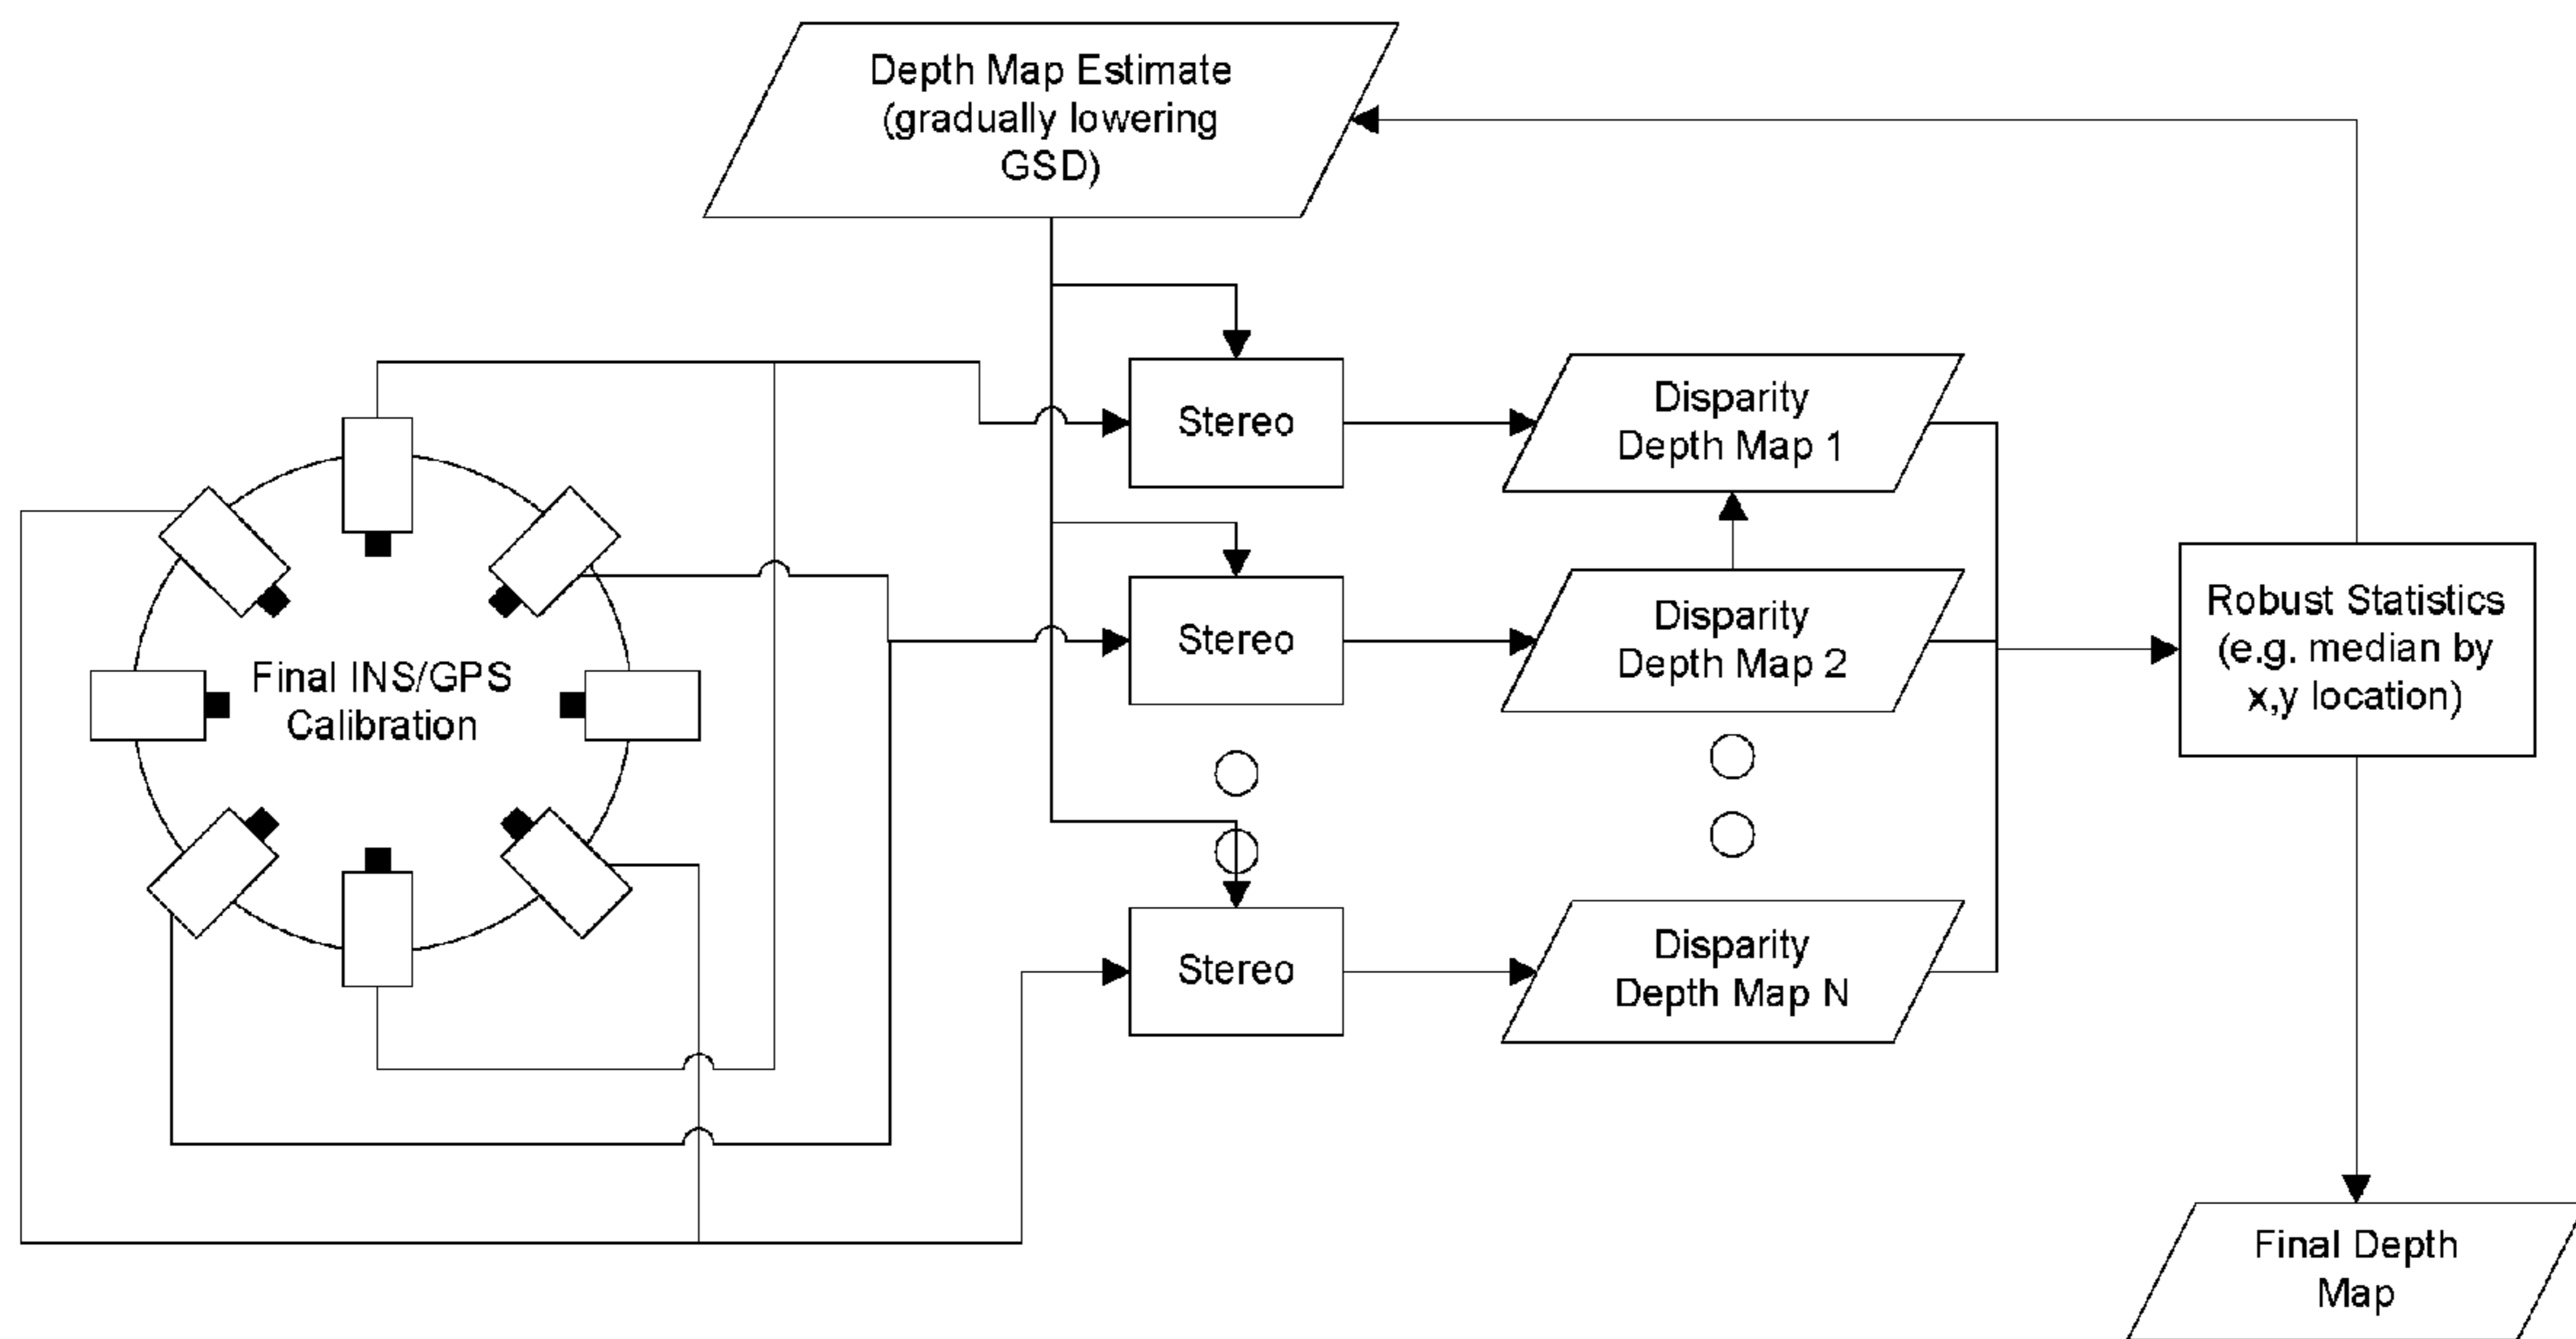 Depth Map Estimate
(gradually lowering
GSD)
Stereo
Disparity
Depth Map 1
Final INS/GPS
Calibration
Stereo
Disparity
Depth Map 2
Robust Statistics
(e.g. median by
x,y location)
Stereo
Disparity
Depth Map N
Final Depth
Map